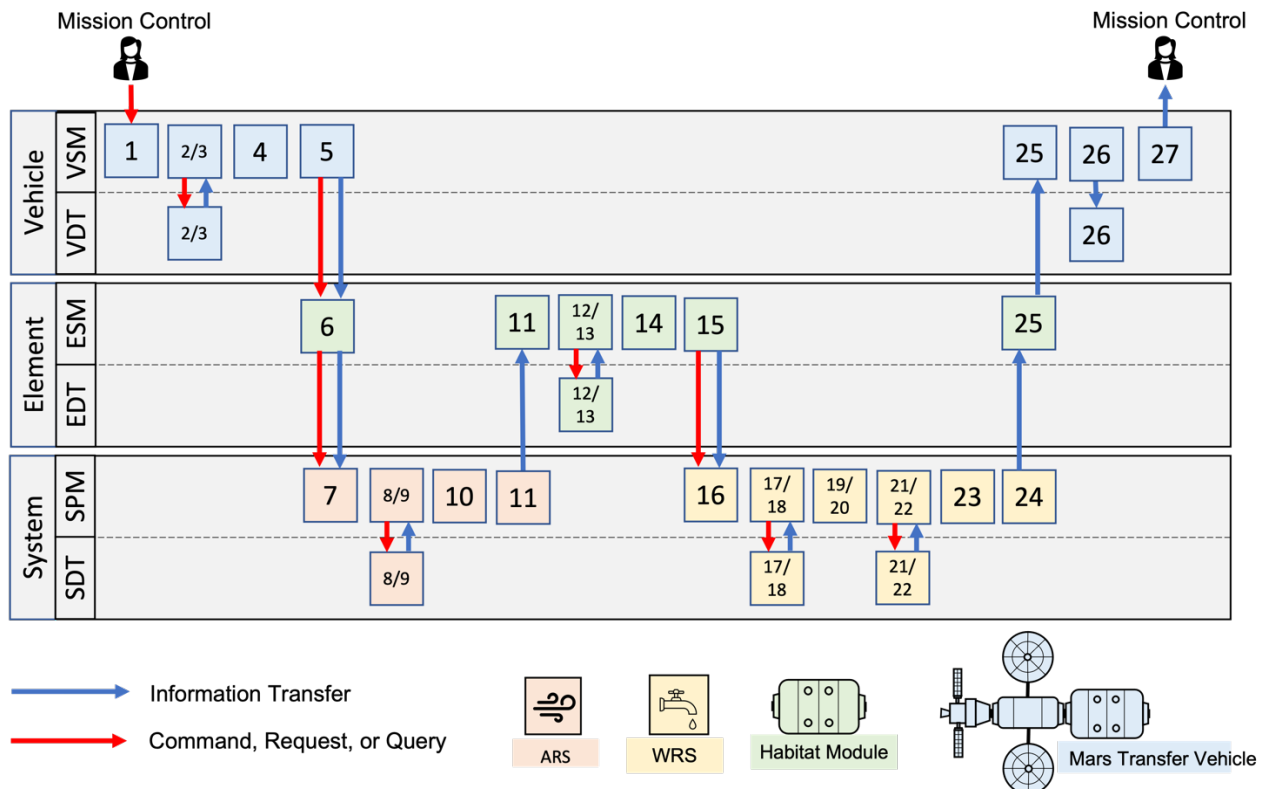 Mission Control
Mission Control
Vehicle
VSM
1
2/3
4
5
25
26
27
VDT
2/3
26
Element
ESM
6
11
12/
13
14
15
25
EDT
12/
13
System
SPM
7
8/9
10
11
16
17/
18
19/
20
21/
22
23
24
SDT
8/9
17/
18
21/
22
Information Transfer
Command, Request, or Query
ARS
WRS
Habitat Module
Mars Transfer Vehicle